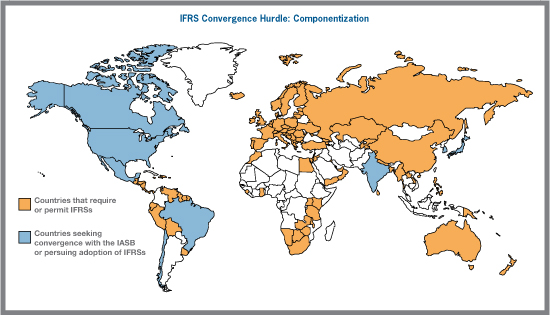 IFRS Convergence Hurdle: Componentization
Countries that require
or permit IFRSs
Countries seeking
convergence with the IASB
or pursuing adoption of IFRSs